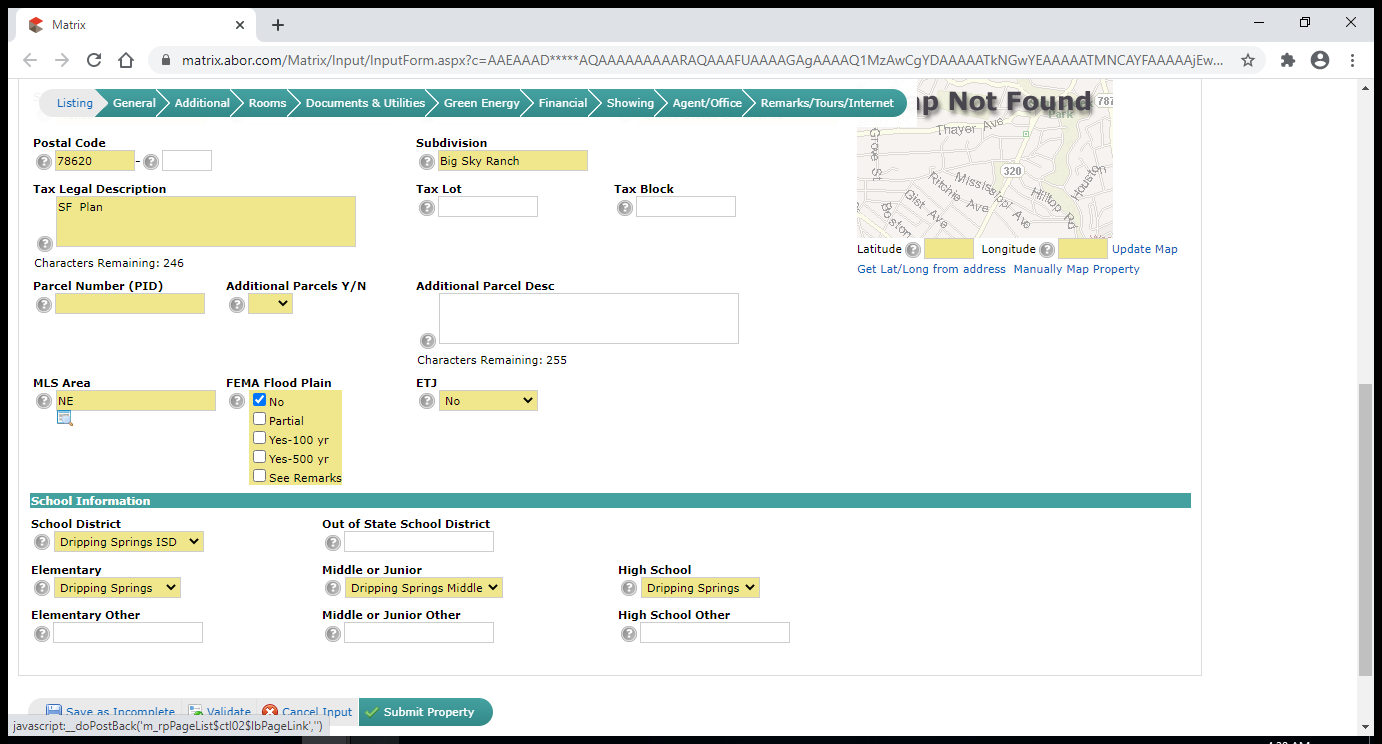 Matrix
matrix.abor.com/Matrix/Input/InputForm.aspx?c=AAEAAAD*****AQAAAAAAAAARAQAAAFUAAAAGAgAAAAQ1MzAwCgYDAAAAATkNGwYEAAAAATMNCAYFAAAAAjEw...
Listing General Additional Rooms Documents & Utilities Green Energy Financial Showing Agent/Office Remarks/Tours/Internet
p Not Found
787
Park
Thayer Ave
Grove St
320
Houston
Ritchie Ave
Mississippi Ave
Hilltop Rd
Gist Ave
Boston
Postal Code Subdivision
78620 - Big Sky Ranch
Tax Legal Description Tax Lot Tax Block
SF Plan
Latitude Longitude Update Map
Characters Remaining: 246
Get Lat/Long from address Manually Map Property
Parcel Number (PID) Additional Parcels Y/N Additional Parcel Desc
Characters Remaining: 255
MLS Area FEMA Flood Plain ETJ
NE No No
Partial
Yes-100 yr
Yes-500 yr
See Remarks
School Information
School District Out of State School District
Dripping Springs ISD
Elementary Middle or Junior High School
Dripping Springs Dripping Springs Middle Dripping Springs
Elementary Other Middle or Junior Other High School Other
Save as Incomplete Validate Cancel Input Submit Property
javascript:__doPostBack('m_rpPageList$ctl02$lbPageLink','')